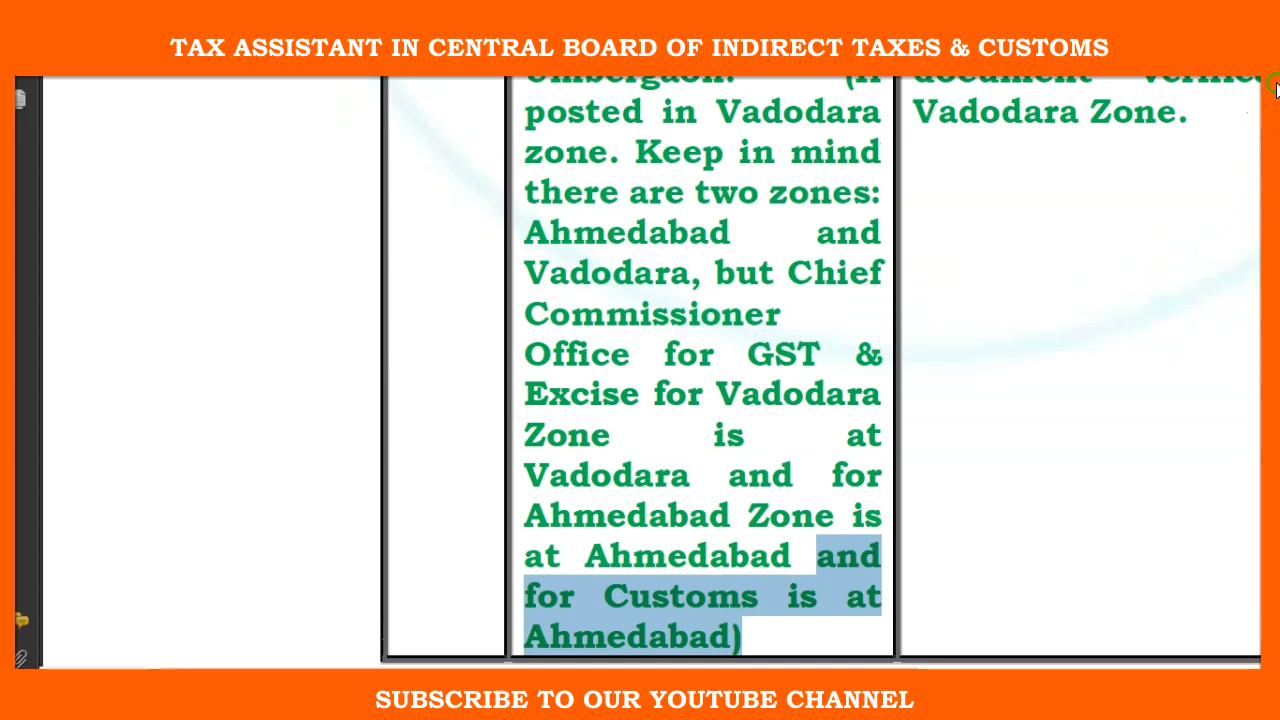 TAX ASSISTANT IN CENTRAL BOARD OF INDIRECT TAXES & CUSTOMS
posted in Vadodara
zone. Keep in mind
there are two zones:
Ahmedabad and
Vadodara, but Chief
Commissioner
Office for GST &
Excise for Vadodara
Zone is at
Vadodara and for
Ahmedabad Zone is
at Ahmedabad and
for Customs is at
Ahmedabad)
document
Vadodara Zone.
SUBSCRIBE TO OUR YOUTUBE CHANNEL